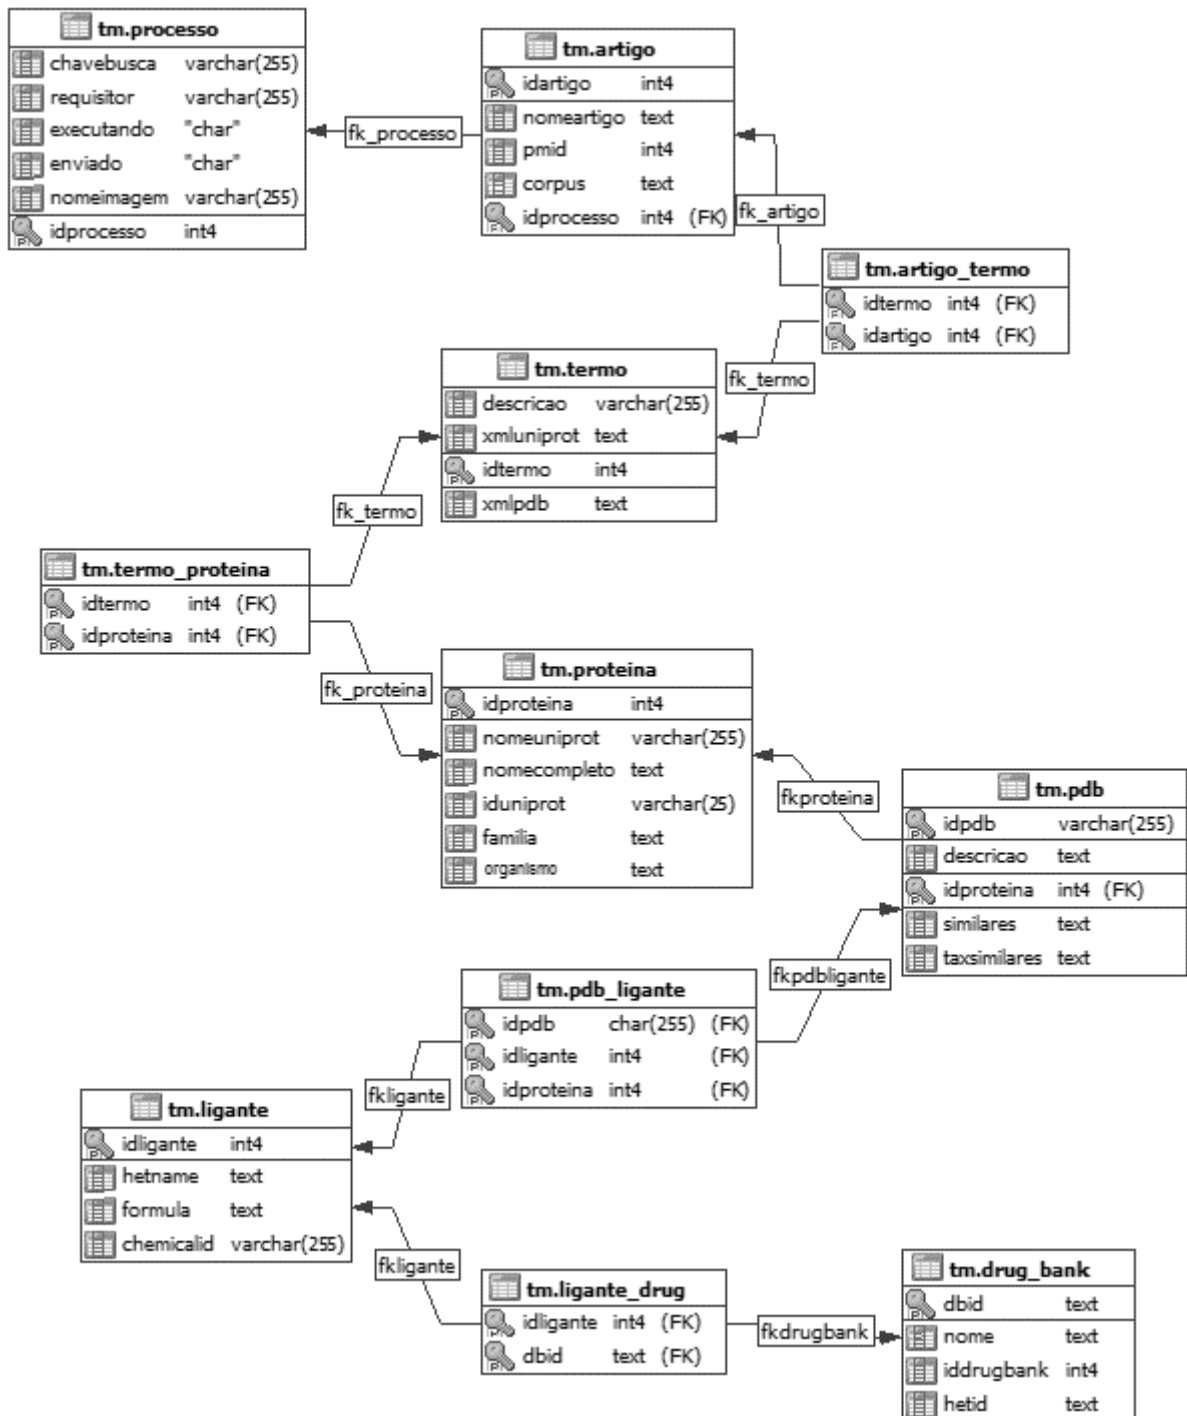 tm.processo
chavebusca varchar(255)
requisitor varchar(255)
executando "char"
enviado "char"
nomeimagem varchar(255)
idprocesso int4
fk_processo
tm.artigo
idartigo int4
nomeartigo text
pmid int4
corpus text
idprocesso int4 (FK)
fk_artigo
tm.artigo_termo
idtermo int4 (FK)
idartigo int4 (FK)
fk_termo
tm.termo
descricao varchar(255)
xmluniprot text
idtermo int4
xmlpdb text
fk_termo
tm.termo_proteina
idtermo int4 (FK)
idproteina int4 (FK)
fk_proteina
tm.proteina
idproteina int4
nomeuniprot varchar(255)
nomecompleto text
iduniprot varchar(25)
familia text
organismo text
fkproteina
tm.pdb
idpdb varchar(255)
descricao text
idproteina int4 (FK)
similares text
taxsimilares text
fkpdbligante
tm.pdb_ligante
idpdb char(255) (FK)
idligante int4 (FK)
idproteina int4 (FK)
fkligante
tm.ligante
idligante int4
hetname text
formula text
chemicalid varchar(255)
fkligante
tm.ligante_drug
idligante int4 (FK)
dbid text (FK)
fkdrugbank
tm.drug_bank
dbid text
nome text
iddrugbank int4
hetid text